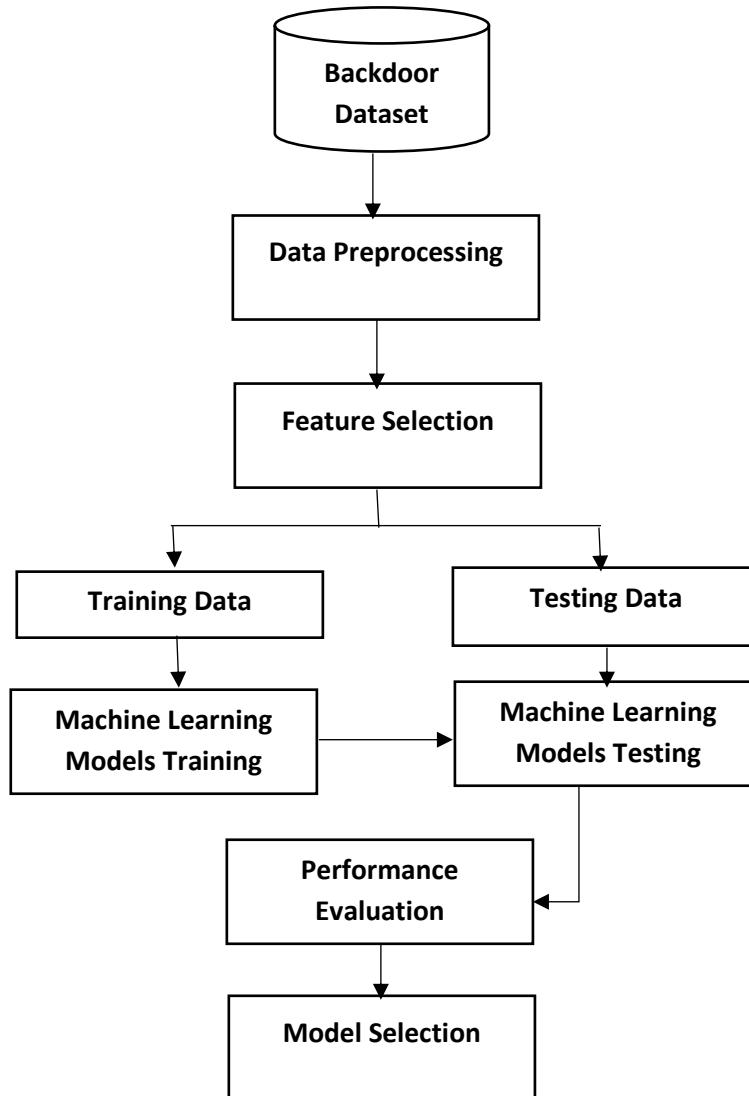 Backdoor
Dataset
Data Preprocessing
Feature Selection
Training Data
Testing Data
Machine Learning
Models Training
Machine Learning
Models Testing
Performance
Evaluation
Model Selection